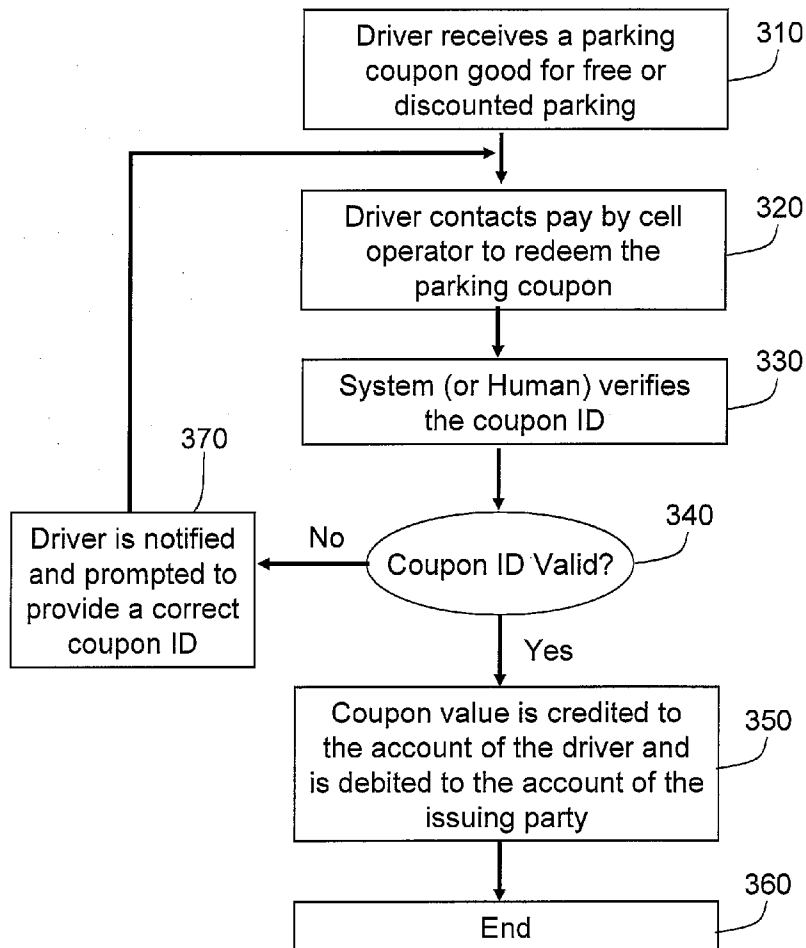 Driver receives a parking
coupon good for free or
discounted parking
310
Driver contacts pay by cell
operator to redeem the
parking coupon
320
System (or Human) verifies
the coupon ID
330
Coupon ID Valid?
340
No
370
Driver is notified
and prompted to
provide a correct
coupon ID
Yes
Coupon value is credited to
the account of the driver and
is debited to the account of the
issuing party
350
End
360